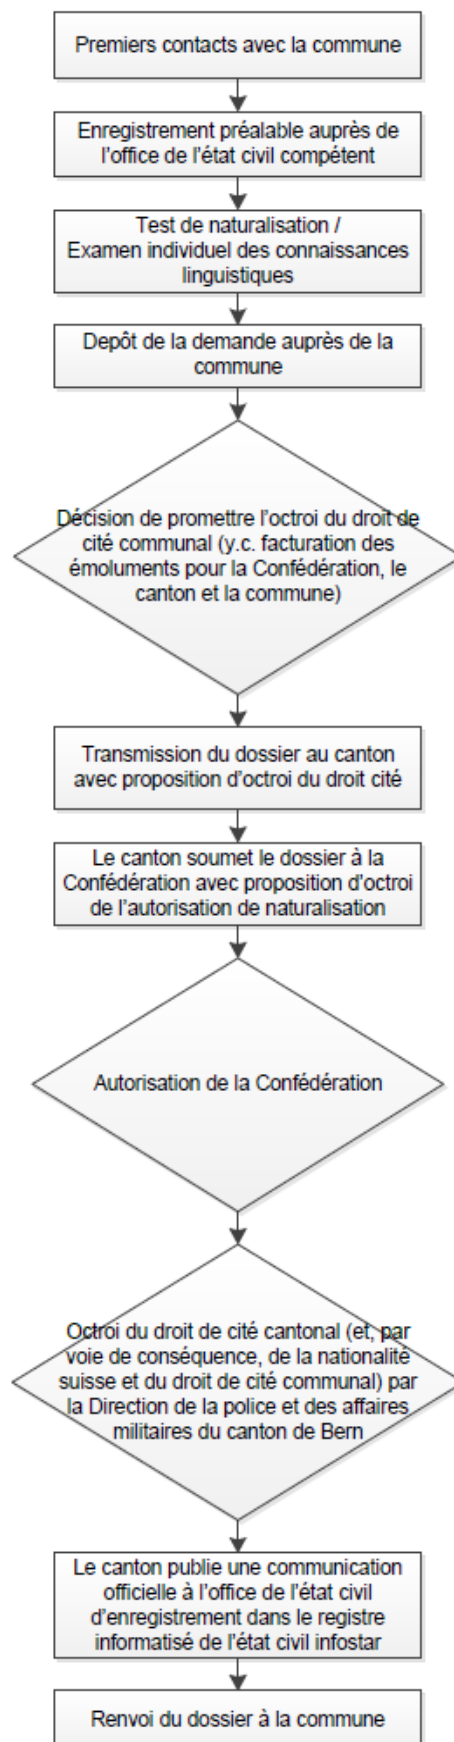 Premiers contacts avec la commune
Enregistrement préalable auprès de
l'office de l'état civil compétent
Test de naturalisation /
Examen individuel des connaissances
linguistiques
Depôt de la demande auprès de la
commune
Décision de promettre l'octroi du droit de
cité communal (y.c. facturation des
émoluments pour la Confédération, le
canton et la commune)
Transmission du dossier au canton
avec proposition d'octroi du droit cité
Le canton soumet le dossier à la
Confédération avec proposition d'octroi
de l'autorisation de naturalisation
Autorisation de la Confédération
Octroi du droit de cité cantonal (et, par
voie de conséquence, de la nationalité
suisse et du droit de cité communal) par
la Direction de la police et des affaires
militaires du canton de Bern
Le canton publie une communication
officielle à l'office de l'état civil
d'enregistrement dans le registre
informatisé de l'état civil infostar
Renvoi du dossier à la commune